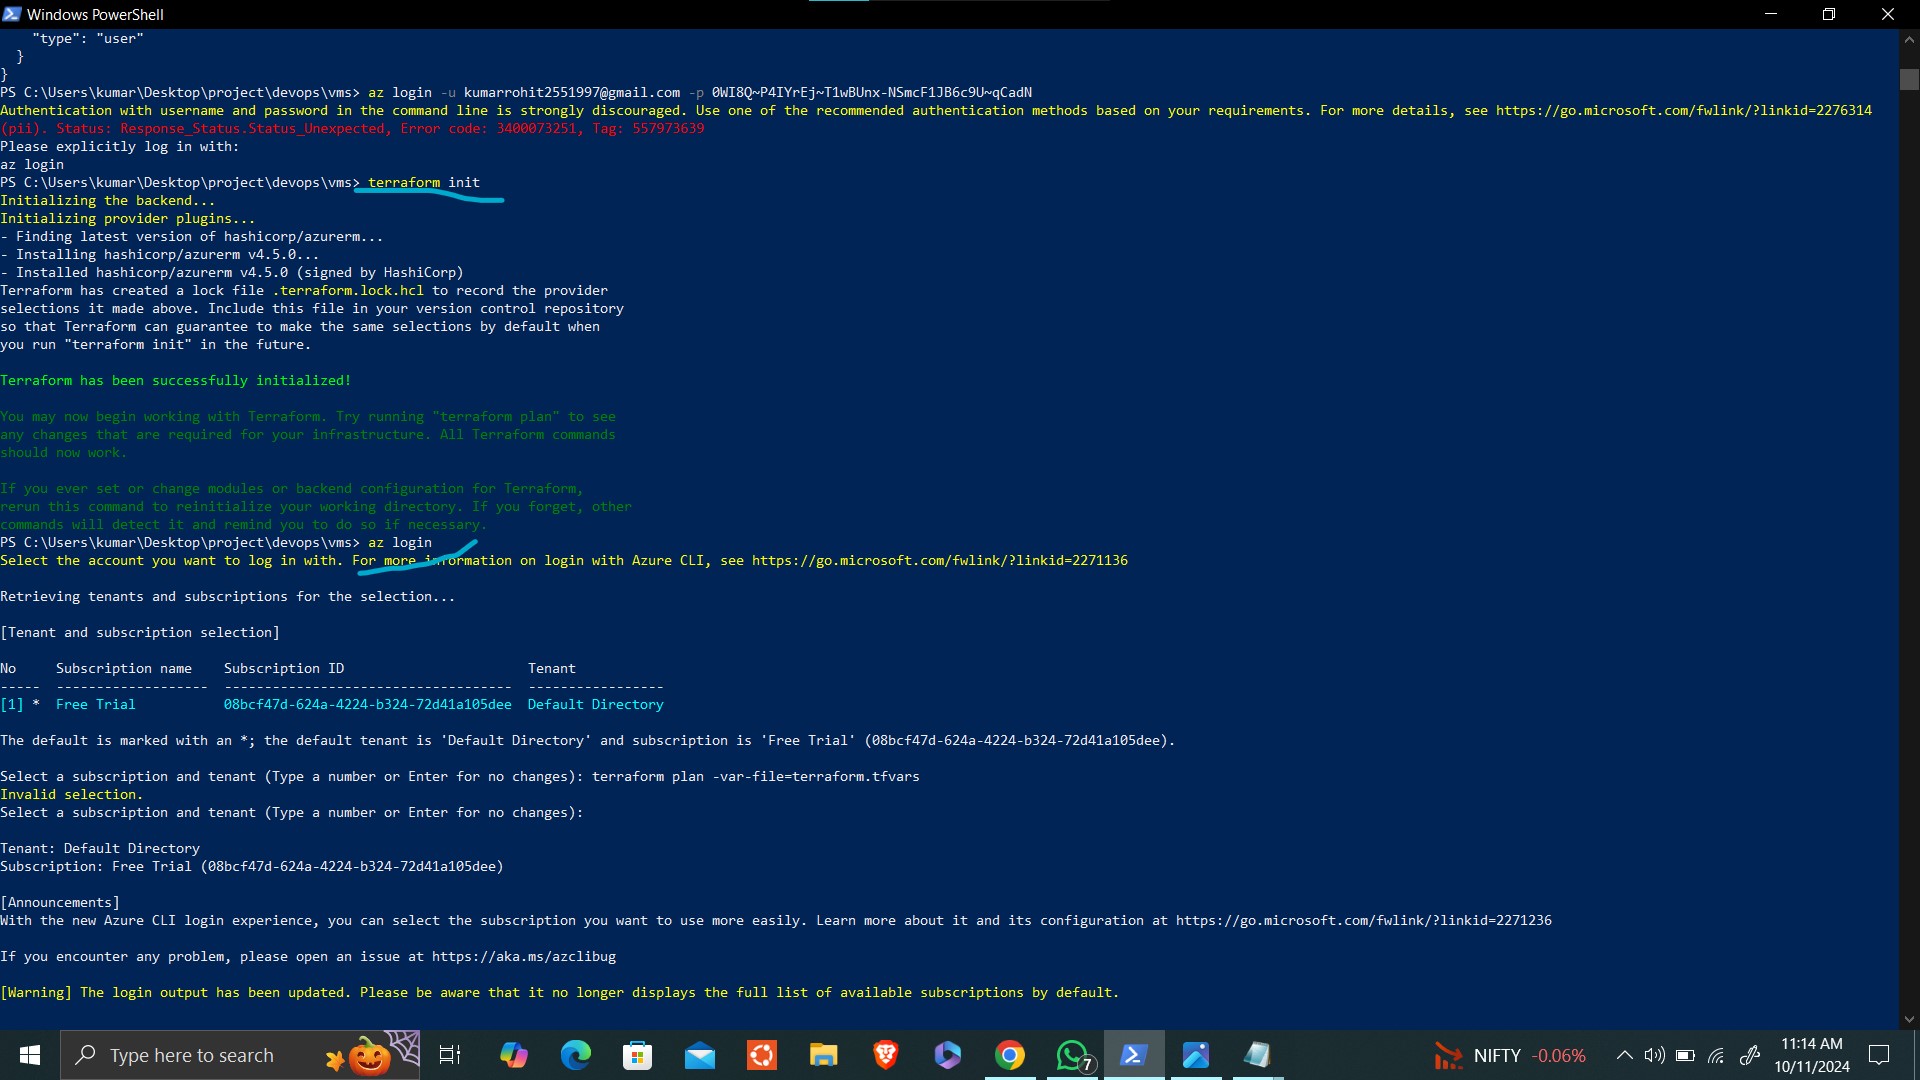 Windows PowerShell
"type": "user"
}
}
PS C:\Users\kumar\Desktop\project\devops\vms> az login -u kumarrohit2551997@gmail.com -p 0WI8Q~P4IYrEj~T1wBUnx-NSmcF1JB6c9U~qCadN
Authentication with username and password in the command line is strongly discouraged. Use one of the recommended authentication methods based on your requirements. For more details, see https://go.microsoft.com/fwlink/?linkid=2276314
(pii). Status: Response_Status.Status_Unexpected, Error code: 3400073251, Tag: 557973639
Please explicitly log in with:
az login
PS C:\Users\kumar\Desktop\project\devops\vms> terraform init
Initializing the backend...
Initializing provider plugins...
- Finding latest version of hashicorp/azurerm...
- Installing hashicorp/azurerm v4.5.0...
- Installed hashicorp/azurerm v4.5.0 (signed by HashiCorp)
Terraform has created a lock file .terraform.lock.hcl to record the provider
selections it made above. Include this file in your version control repository
so that Terraform can guarantee to make the same selections by default when
you run "terraform init" in the future.
Terraform has been successfully initialized!
You may now begin working with Terraform. Try running "terraform plan" to see
any changes that are required for your infrastructure. All Terraform commands
should now work.
If you ever set or change modules or backend configuration for Terraform,
rerun this command to reinitialize your working directory. If you forget, other
commands will detect it and remind you to do so if necessary.
PS C:\Users\kumar\Desktop\project\devops\vms> az login
Select the account you want to log in with. For more information on login with Azure CLI, see https://go.microsoft.com/fwlink/?linkid=2271136
Retrieving tenants and subscriptions for the selection...
[Tenant and subscription selection]
No     Subscription name    Subscription ID                       Tenant
-----  -------------------  ------------------------------------  -----------------
[1] *  Free Trial           08bcf47d-624a-4224-b324-72d41a105dee  Default Directory
The default is marked with an *; the default tenant is 'Default Directory' and subscription is 'Free Trial' (08bcf47d-624a-4224-b324-72d41a105dee).
Select a subscription and tenant (Type a number or Enter for no changes): terraform plan -var-file=terraform.tfvars
Invalid selection.
Select a subscription and tenant (Type a number or Enter for no changes):
Tenant: Default Directory
Subscription: Free Trial (08bcf47d-624a-4224-b324-72d41a105dee)
[Announcements]
With the new Azure CLI login experience, you can select the subscription you want to use more easily. Learn more about it and its configuration at https://go.microsoft.com/fwlink/?linkid=2271236
If you encounter any problem, please open an issue at https://aka.ms/azclibug
[Warning] The login output has been updated. Please be aware that it no longer displays the full list of available subscriptions by default.
Type here to search
7
NIFTY -0.06%
11:14 AM
10/11/2024